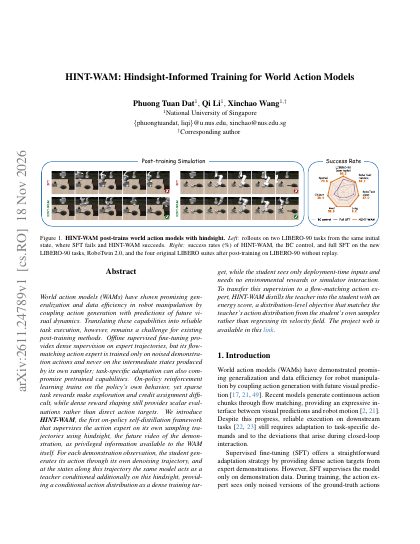 HINT-WAM: Hindsight-Informed Training for World Action Models
Phuong Tuan Dat¹, Qi Li¹, Xinchao Wang¹,†
¹National University of Singapore
{phuongtuandat, liqi}@u.nus.edu, xinchao@nus.edu.sg
†Corresponding author
arXiv:2611.24789v1 [cs.RO] 18 Nov 2026
Post-training Simulation
Success Rate
Figure 1. HINT-WAM post-trains world action models with hindsight. Left: rollouts on two LIBERO-90 tasks from the same initial
state, where SFT fails and HINT-WAM succeeds. Right: success rates (%) of HINT-WAM, the BC control, and full SFT on the new
LIBERO-90 tasks, RoboTwin 2.0, and the four original LIBERO suites after post-training on LIBERO-90 without replay.
Abstract
World action models (WAMs) have shown promising gen-
eralization and data efficiency in robot manipulation by
coupling action generation with predictions of future vi-
sual dynamics. Translating these capabilities into reliable
task execution, however, remains a challenge for existing
post-training methods. Offline supervised fine-tuning pro-
vides dense supervision on expert trajectories, but its flow-
matching action expert is trained only on noised demonstra-
tion actions and never on the intermediate states produced
by its own sampler; task-specific adaptation can also com-
promise pretrained capabilities. On-policy reinforcement
learning trains on the policy's own behavior, yet sparse task
rewards make exploration and credit assignment diffi-
cult, while dense reward shaping still provides scalar evalu-
ations rather than direct action targets. We introduce
HINT-WAM, the first on-policy self-distillation framework
that supervises the action expert on its own sampling tra-
jectories using hindsight, the future video of the demonstra-
tion, as privileged information available to the WAM
itself. For each demonstration observation, the student gen-
erates its action through its own denoising trajectory, and
at the states along this trajectory the same model acts as a
teacher conditioned additionally on this hindsight, provid-
ing a conditional action distribution as a dense training tar-
get, while the student sees only deployment-time inputs and
needs no environmental rewards or simulator interaction.
To transfer this supervision to a flow-matching action ex-
pert, HINT-WAM distills the teacher into the student with an
energy score, a distribution-level objective that matches the
teacher's action distribution from the student's own samples
rather than regressing its velocity field. The project web is
available in this link.
1. Introduction
World action models (WAMs) have demonstrated promis-
ing generalization and data efficiency for robot manipula-
tion by coupling action generation with future visual predic-
tion [17, 21, 49]. Recent models generate continuous action
chunks through flow matching, providing an expressive in-
terface between visual predictions and robot motion [2, 21].
Despite this progress, reliable execution on downstream
tasks [22, 23] still requires adaptation to task-specific de-
mands and to the deviations that arise during closed-loop
interaction.
Supervised fine-tuning (SFT) offers a straightforward
adaptation strategy by providing dense action targets from
expert demonstrations. However, SFT supervises the model
only on demonstration data. During training, the action ex-
pert sees only noised versions of the ground-truth actions